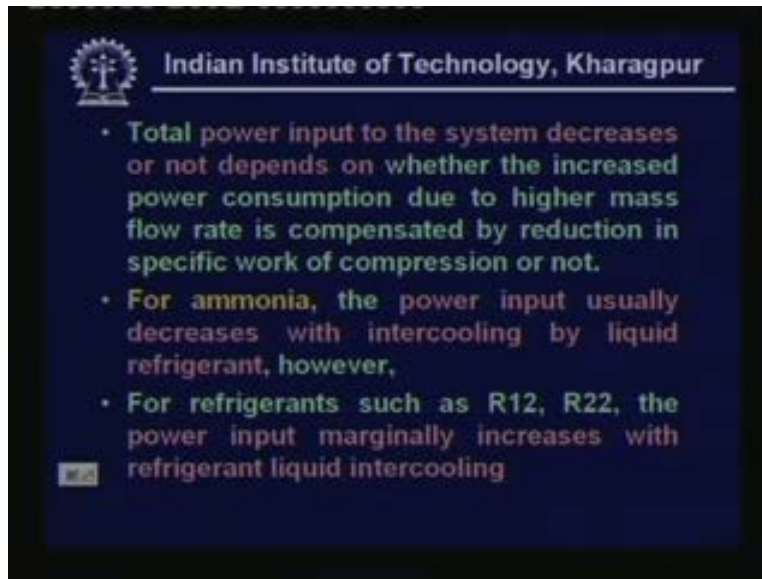 Indian Institute of Technology, Kharagpur
• Total power input to the system decreases
or not depends on whether the increased
power consumption due to higher mass
flow rate is compensated by reduction in
specific work of compression or not.
• For ammonia, the power input usually
decreases with intercooling by liquid
refrigerant, however,
• For refrigerants such as R12, R22, the
power input marginally increases with
refrigerant liquid intercooling